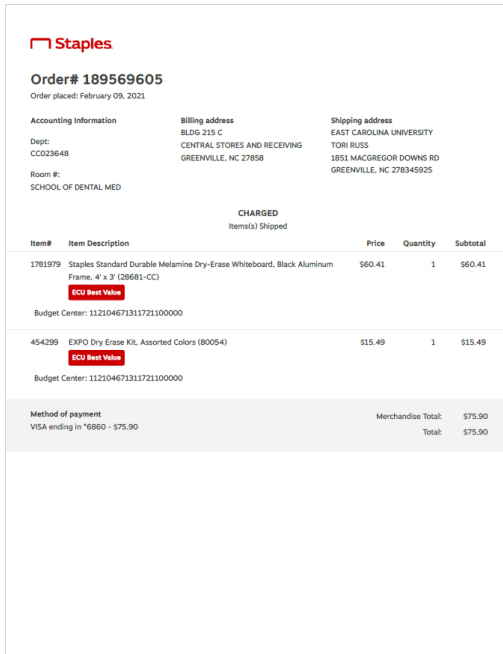 Staples
Order# 189569605
Order placed: February 09, 2021
Accounting Information
Dept:
CC023648
Room #:
SCHOOL OF DENTAL MED
Billing address
BLDG 215 C
CENTRAL STORES AND RECEIVING
GREENVILLE, NC 27858
Shipping address
EAST CAROLINA UNIVERSITY
TORI RUSS
1851 MACGREGOR DOWNS RD
GREENVILLE, NC 278345925
CHARGED
Items(s) Shipped
Item# Item Description Price Quantity Subtotal
1781979 Staples Standard Durable Melamine Dry-Erase Whiteboard, Black Aluminum $60.41 1 $60.41
Frame, 4' x 3' (28681-CC)
ECU Best Value
Budget Center: 112104671311721100000
454299 EXPO Dry Erase Kit, Assorted Colors (80054) $15.49 1 $15.49
ECU Best Value
Budget Center: 112104671311721100000
Method of payment Merchandise Total: $75.90
VISA ending in *6860 - $75.90 Total: $75.90